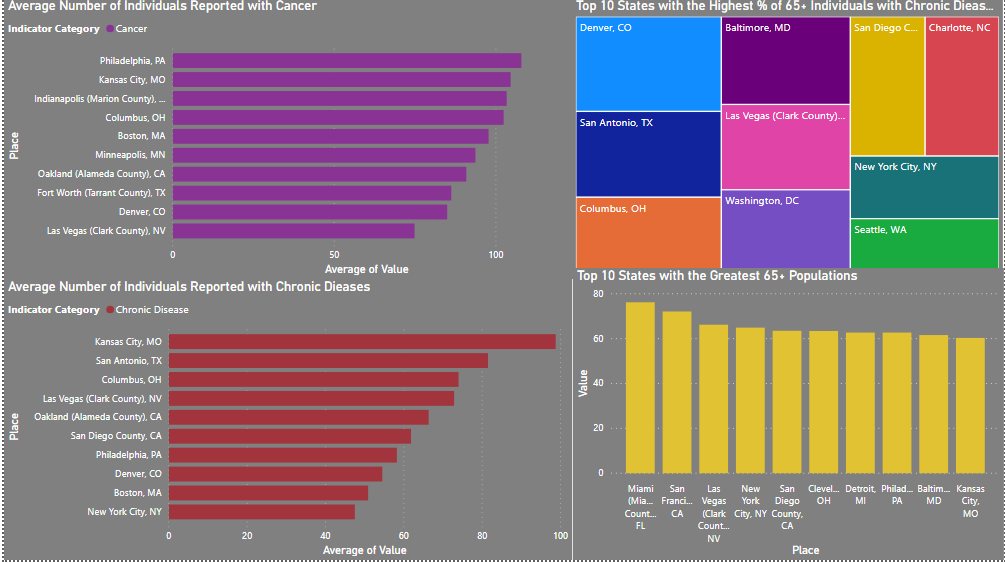 Average Number of Individuals Reported with Cancer
Indicator Category Cancer
Place
Philadelphia, PA
Kansas City, MO
Indianapolis (Marion County), ...
Columbus, OH
Boston, MA
Minneapolis, MN
Oakland (Alameda County), CA
Fort Worth (Tarrant County), TX
Denver, CO
Las Vegas (Clark County), NV
0 50 100
Average of Value
Top 10 States with the Highest % of 65+ Individuals with Chronic Dieas...
Denver, CO
San Antonio, TX
Columbus, OH
Baltimore, MD
Las Vegas (Clark County)...
Washington, DC
San Diego C...
Charlotte, NC
New York City, NY
Seattle, WA
Average Number of Individuals Reported with Chronic Diseases
Indicator Category Chronic Disease
Place
Kansas City, MO
San Antonio, TX
Columbus, OH
Las Vegas (Clark County), NV
Oakland (Alameda County), CA
San Diego County, CA
Philadelphia, PA
Denver, CO
Boston, MA
New York City, NY
0 20 40 60 80 100
Average of Value
Top 10 States with the Greatest 65+ Populations
Value
80
60
40
20
0
Miami
(Mia...
Count...
FL
San
Franci...
CA
Las
Vegas
(Clark
Count...
NV
New
York
City, NY
San
Diego
County,
CA
Clevel...
OH
Detroit,
MI
Philad...
PA
Baltim...
MD
Kansas
City,
MO
Place